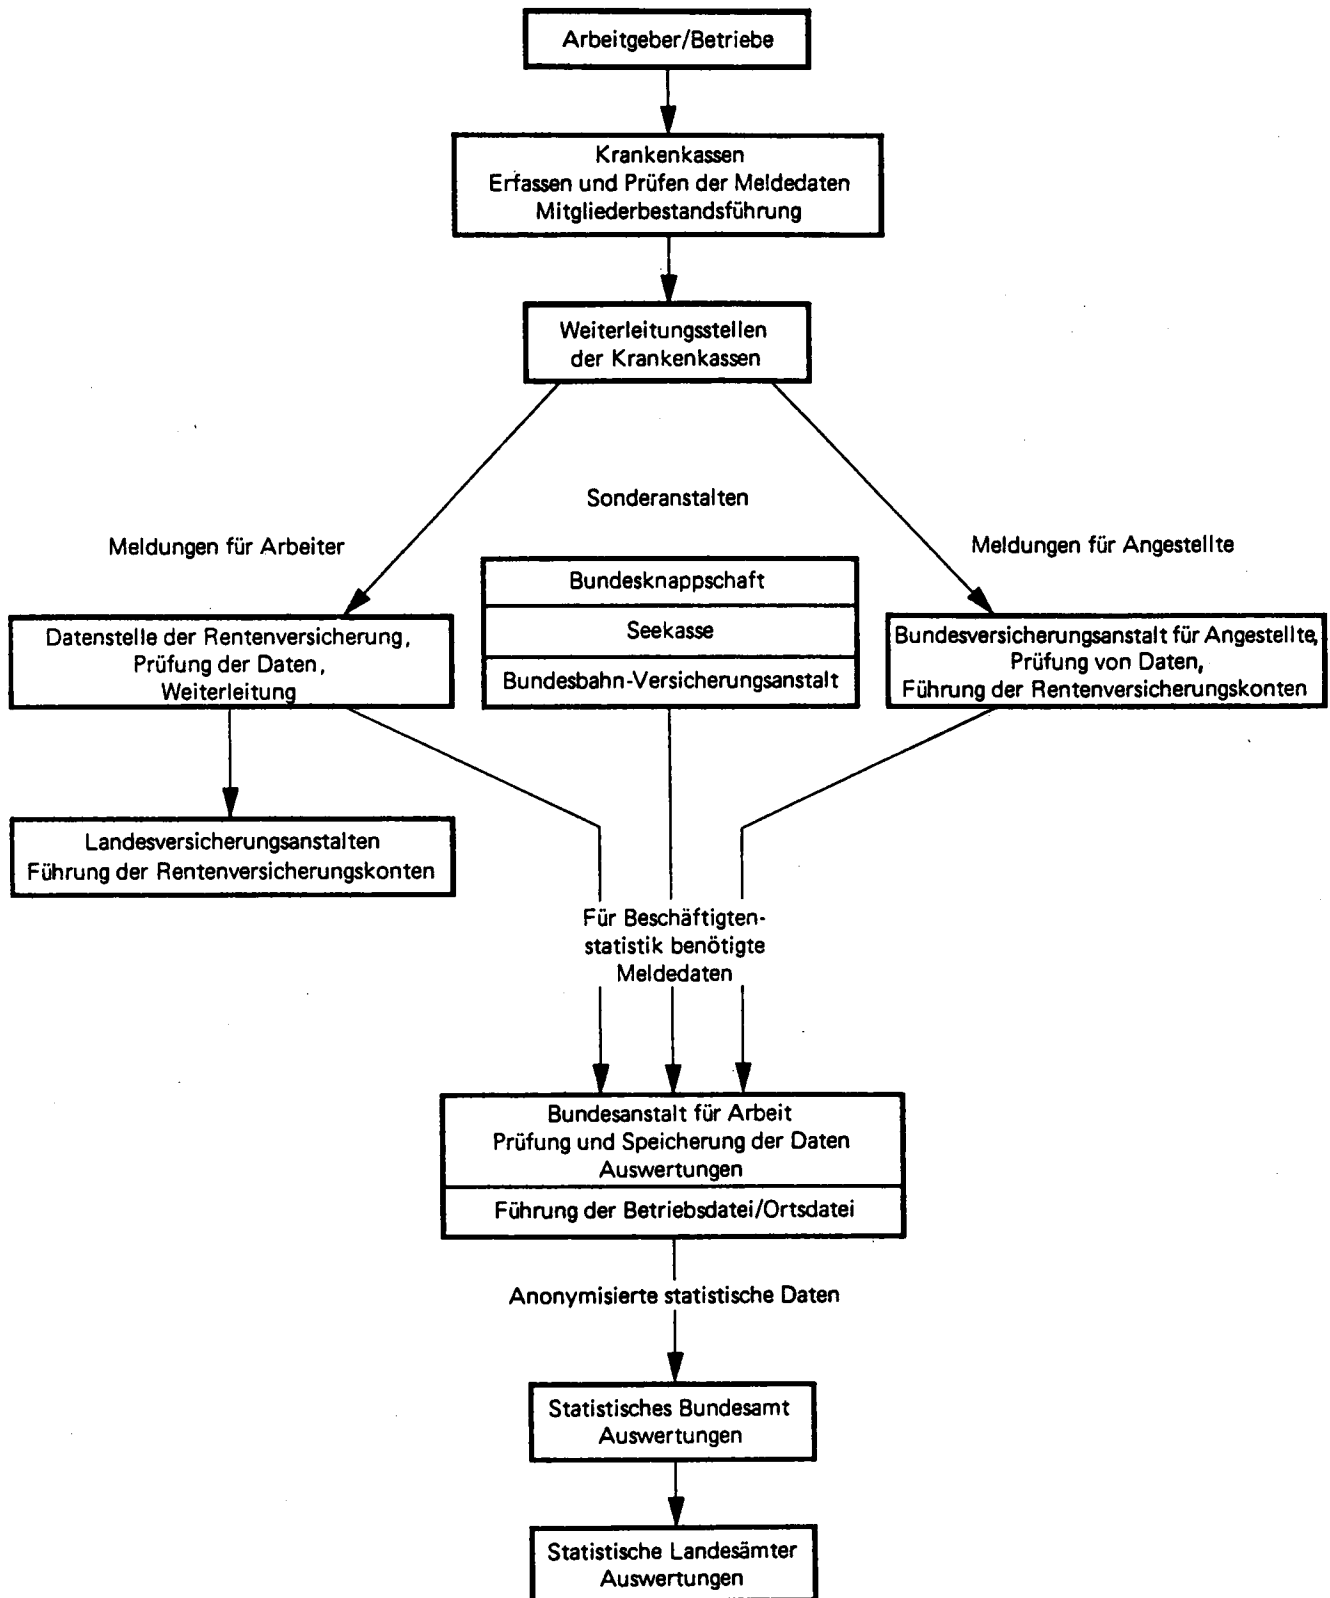 Arbeitgeber/Betriebe
Krankenkassen
Erfassen und Prüfen der Meldedaten
Mitgliederbestandsführung
Weiterleitungsstellen
der Krankenkassen
Sonderanstalten
Meldungen für Arbeiter
Meldungen für Angestellte
Datenstelle der Rentenversicherung,
Prüfung der Daten,
Weiterleitung
Bundesknappschaft
Seekasse
Bundesbahn-Versicherungsanstalt
Bundesversicherungsanstalt für Angestellte,
Prüfung von Daten,
Führung der Rentenversicherungskonten
Landesversicherungsanstalten
Führung der Rentenversicherungskonten
Für Beschäftigten-
statistik benötigte
Meldedaten
Bundesanstalt für Arbeit
Prüfung und Speicherung der Daten
Auswertungen
Führung der Betriebsdatei/Ortsdatei
Anonymisierte statistische Daten
Statistisches Bundesamt
Auswertungen
Statistische Landesämter
Auswertungen